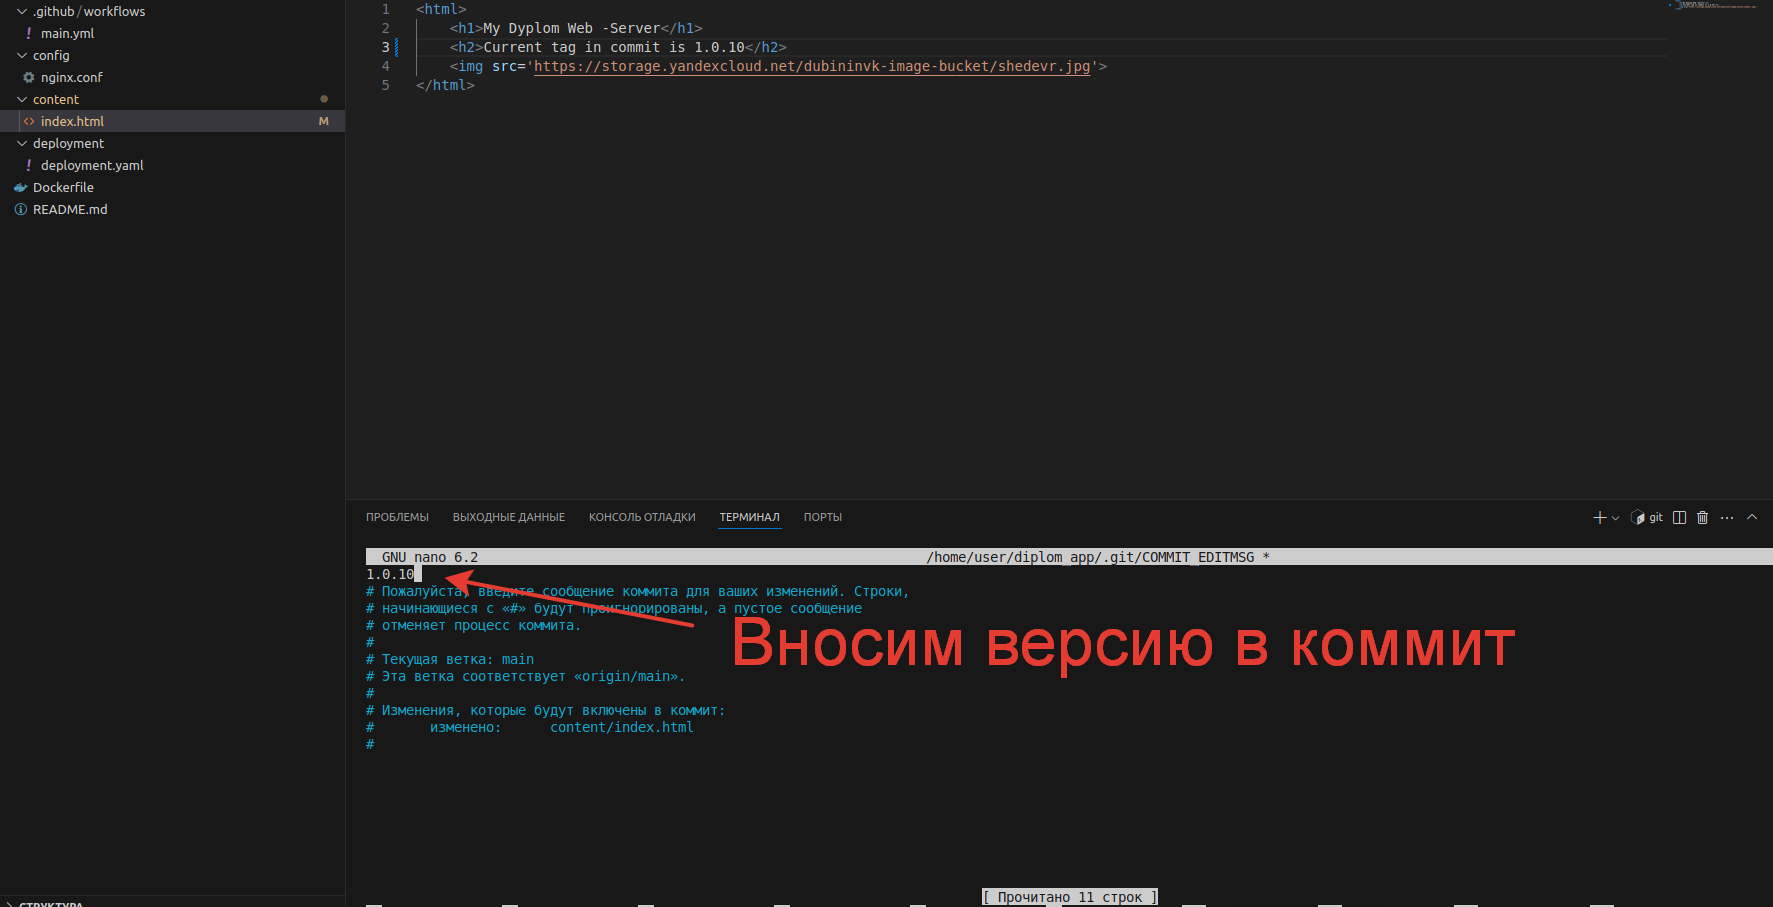 .github / workflows
! main.yml
config
nginx.conf
content
<> index.html M
deployment
! deployment.yaml
Dockerfile
README.md
1 <html>
2 <h1>My Dyplom Web -Server</h1>
3 <h2>Current tag in commit is 1.0.10</h2>
4 <img src='https://storage.yandexcloud.net/dubininvk-image-bucket/shedevr.jpg'>
5 </html>
ПРОБЛЕМЫ ВЫХОДНЫЕ ДАННЫЕ КОНСОЛЬ ОТЛАДКИ ТЕРМИНАЛ ПОРТЫ
git
GNU nano 6.2 /home/user/diplom_app/.git/COMMIT_EDITMSG *
1.0.10
# Пожалуйста, введите сообщение коммита для ваших изменений. Строки,
# начинающиеся с «#» будут проигнорированы, а пустое сообщение
# отменяет процесс коммита.
#
# Текущая ветка: main
# Эта ветка соответствует «origin/main».
#
# Изменения, которые будут включены в коммит:
# изменено: content/index.html
#
Вносим версию в коммит
[ Прочитано 11 строк ]
СТРУКТУРА